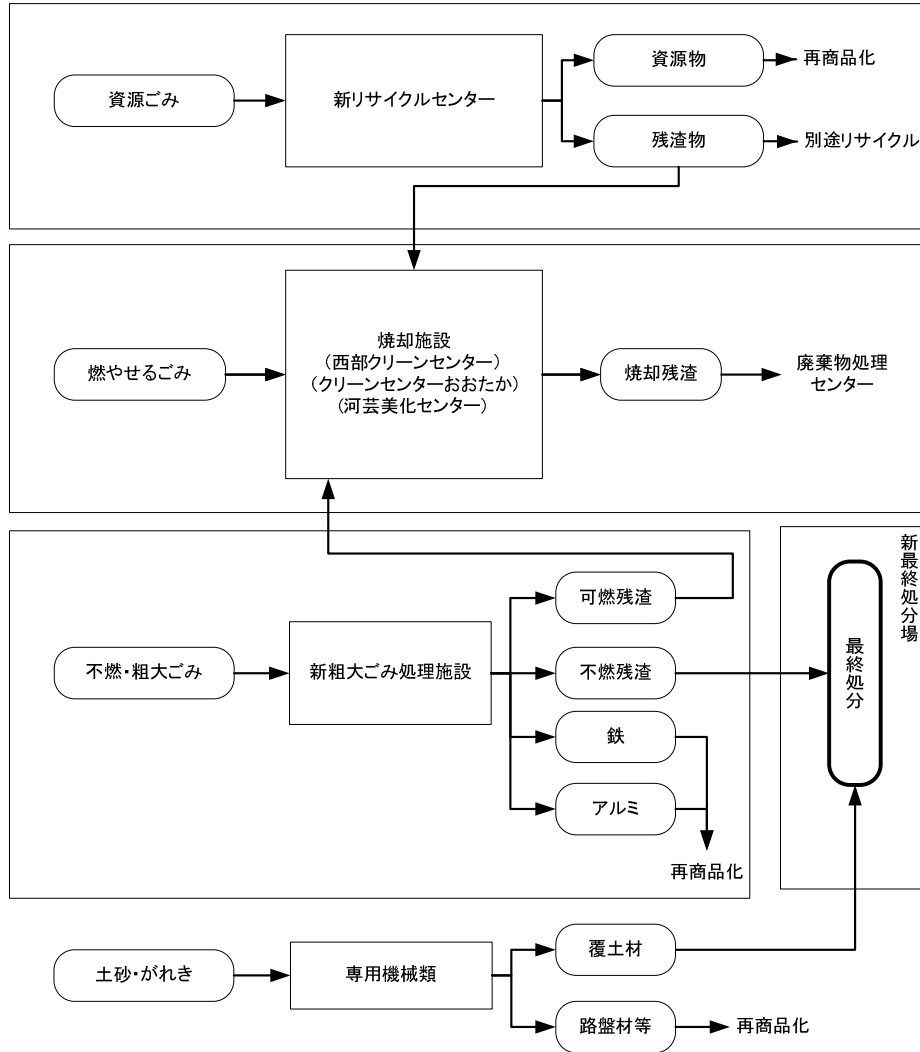 資源ごみ
新リサイクルセンター
資源物
再商品化
残渣物
別途リサイクル
燃やせるごみ
焼却施設
（西部クリーンセンター）
（クリーンセンターおおたか）
（河芸美化センター）
焼却残渣
廃棄物処理
センター
不燃・粗大ごみ
新粗大ごみ処理施設
可燃残渣
不燃残渣
鉄
アルミ
再商品化
新最終処分場
最終処分
土砂・がれき
専用機械類
覆土材
路盤材等
再商品化